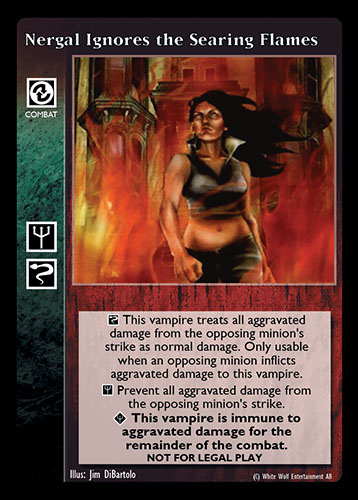 Nergal Ignores the Searing Flames
COMBAT
This vampire treats all aggravated
damage from the opposing minion's
strike as normal damage. Only usable
when an opposing minion inflicts
aggravated damage to this vampire.
Prevent all aggravated damage from
the opposing minion's strike.
This vampire is immune to
aggravated damage for the
remainder of the combat.
NOT FOR LEGAL PLAY
Illus: Jim DiBartolo
(C) White Wolf Entertainment AB